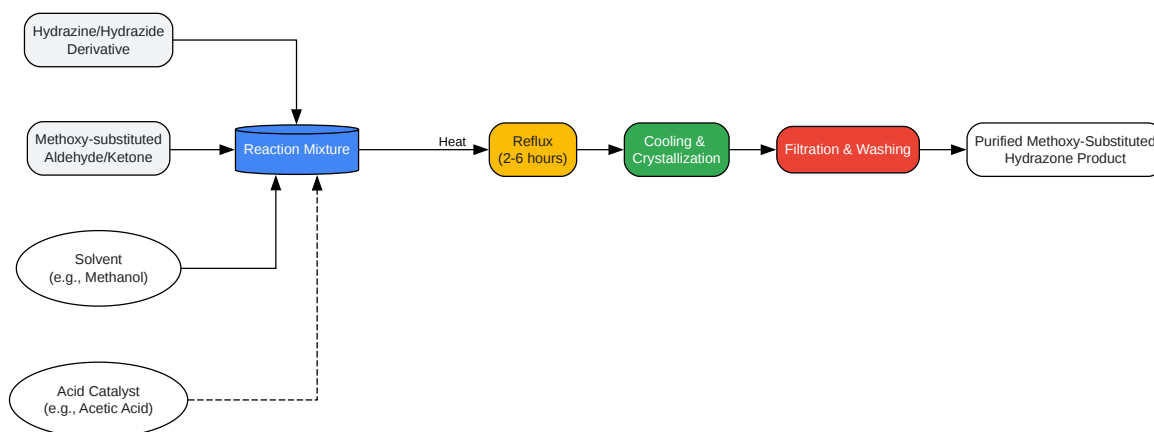 Hydrazine/Hydrazide
Derivative
Methoxy-substituted
Aldehyde/Ketone
Reaction Mixture
Heat
Reflux
(2-6 hours)
Cooling &
Crystallization
Filtration & Washing
Purified Methoxy-Substituted
Hydrazone Product
Solvent
(e.g., Methanol)
Acid Catalyst
(e.g., Acetic Acid)